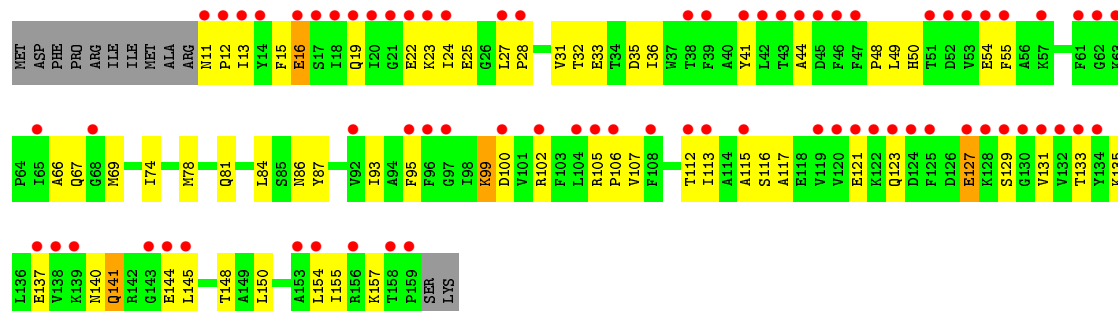 MET ASP PHE PRO ARG ILE ILE MET ALA ARG N11 P12 I13 Y14 F15 E16 S17 I18 Q19 I20 G21 E22 K23 I24 E25 G26 L27 P28 V31 T32 E33 T34 D35 I36 W37 T38 F39 A40 Y41 L42 T43 A44 D45 F46 F47 P48 L49 H50 T51 D52 V53 E54 F55 A56 K57 F61 G62 K63
P64 I65 A66 Q67 G68 M69 I74 M78 Q81 L84 S85 N86 Y87 V92 I93 A94 F95 F96 G97 I98 K99 D100 V101 R102 F103 L104 R105 P106 V107 F108 T112 I113 A114 A115 S116 A117 E118 V119 V120 E121 K122 Q123 D124 F125 D126 E127 K128 S129 G130 V131 V132 T133 Y134 K135
L136 E137 V138 K139 N140 Q141 R142 G143 E144 L145 T148 A149 L150 A153 L154 I155 R156 K157 T158 P159 SER LYS